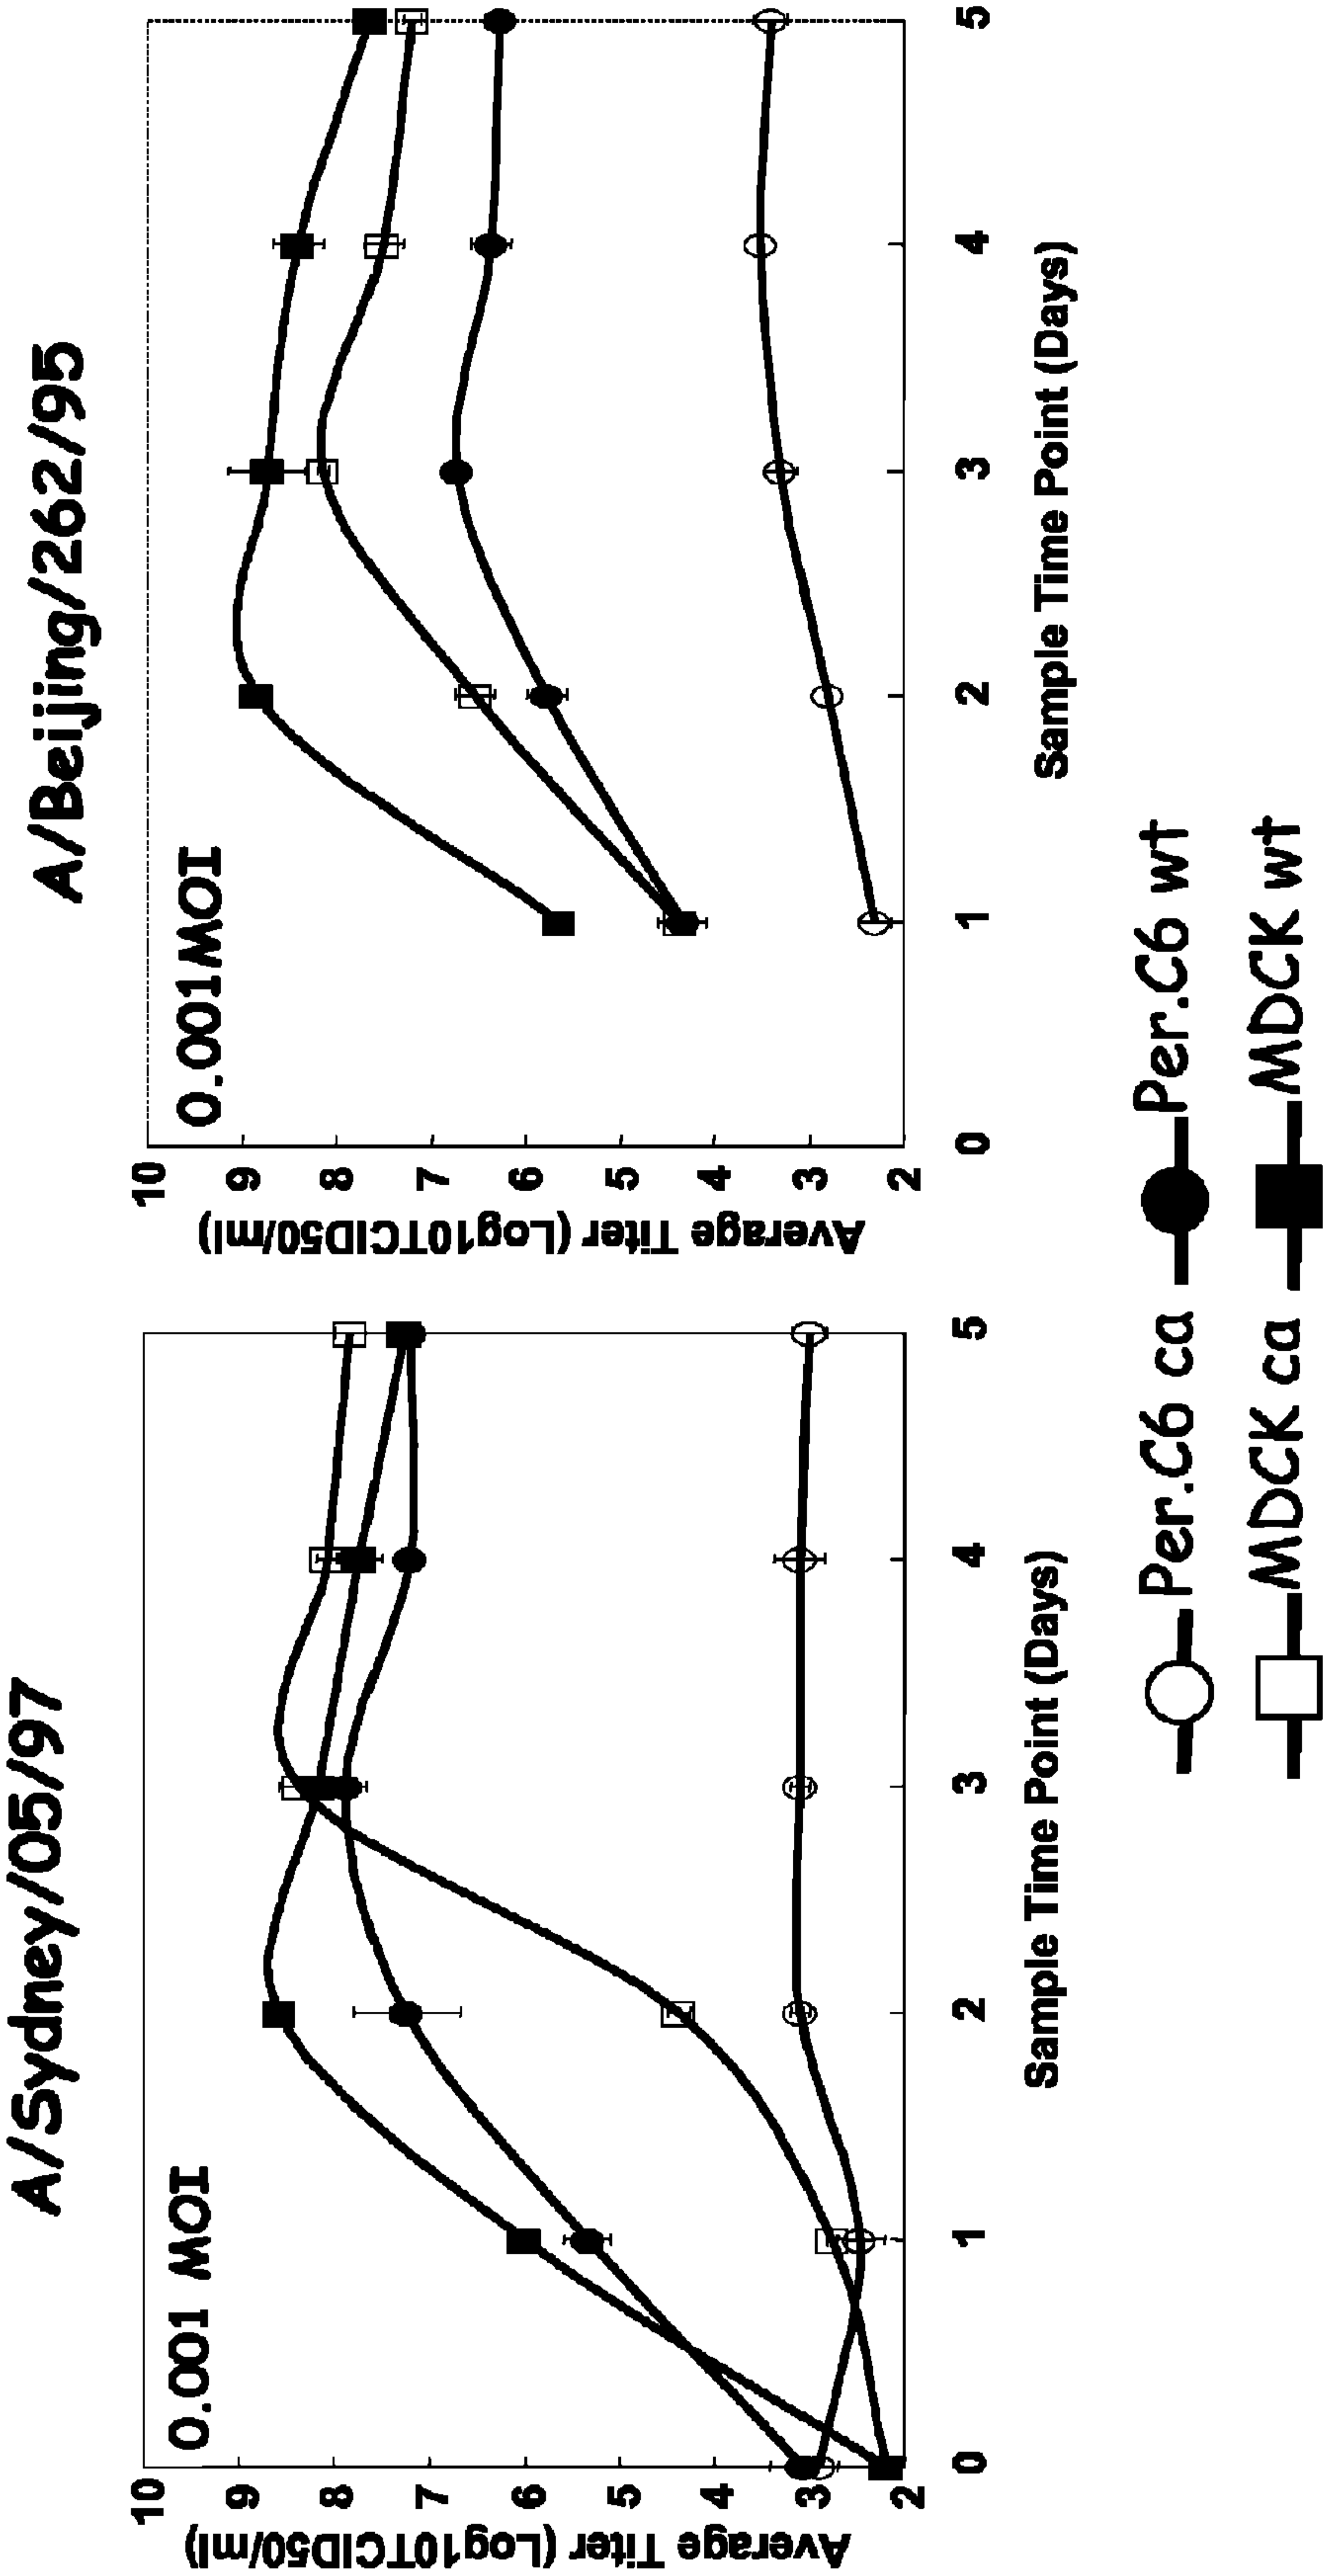 A/Sydney/05/97
0.001 MOI
10
9
8
7
6
5
4
3
2
Average Titer (Log10TCID50/ml)
0 1 2 3 4 5
Sample Time Point (Days)
A/Beijing/262/95
0.001MOI
10
9
8
7
6
5
4
3
2
Average Titer (Log10TCID50/ml)
0 1 2 3 4 5
Sample Time Point (Days)
Per.C6 ca Per.C6 wt
MDCK ca MDCK wt